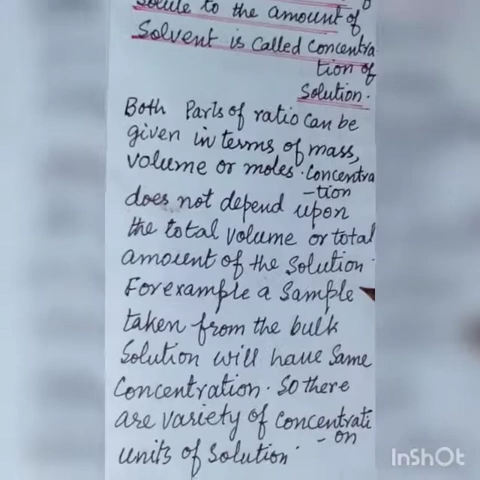 solute to the amount of
Solvent is called concentra
tion of
Solution.
Both Parts of ratio can be
given in terms of mass,
volume or moles. Concentra
-tion
does not depend upon
the total volume or total
amount of the solution.
For example a Sample
taken from the bulk
Solution will have Same
Concentration. So there
are variety of concentrati
-on
units of solution.
InShOt